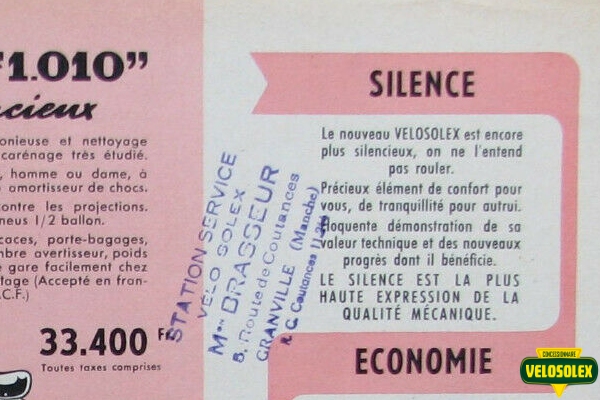 "1.010"
cieux
onieuse et nettoyage
carénage très étudié.
, homme ou dame, à
amortisseur de chocs.
contre les projections.
neus 1/2 ballon.
caces, porte-bagages,
mbre avertisseur, poids
gare facilement chez
tage (Accepté en fran-
.C.F.)
33.400 F
Toutes taxes comprises
STATION SERVICE
VÉLO SOLEX
Mon BRASSEUR
8, Route de Coutances
GRANVILLE (Manche)
R. C. Coutances
SILENCE
Le nouveau VELOSOLEX est encore
plus silencieux, on ne l'entend
pas rouler.
Précieux élément de confort pour
vous, de tranquillité pour autrui.
Eloquente démonstration de sa
valeur technique et des nouveaux
progrès dont il bénéficie.
LE SILENCE EST LA PLUS
HAUTE EXPRESSION DE LA
QUALITÉ MÉCANIQUE.
ECONOMIE
CONCESSIONNAIRE
VELOSOLEX